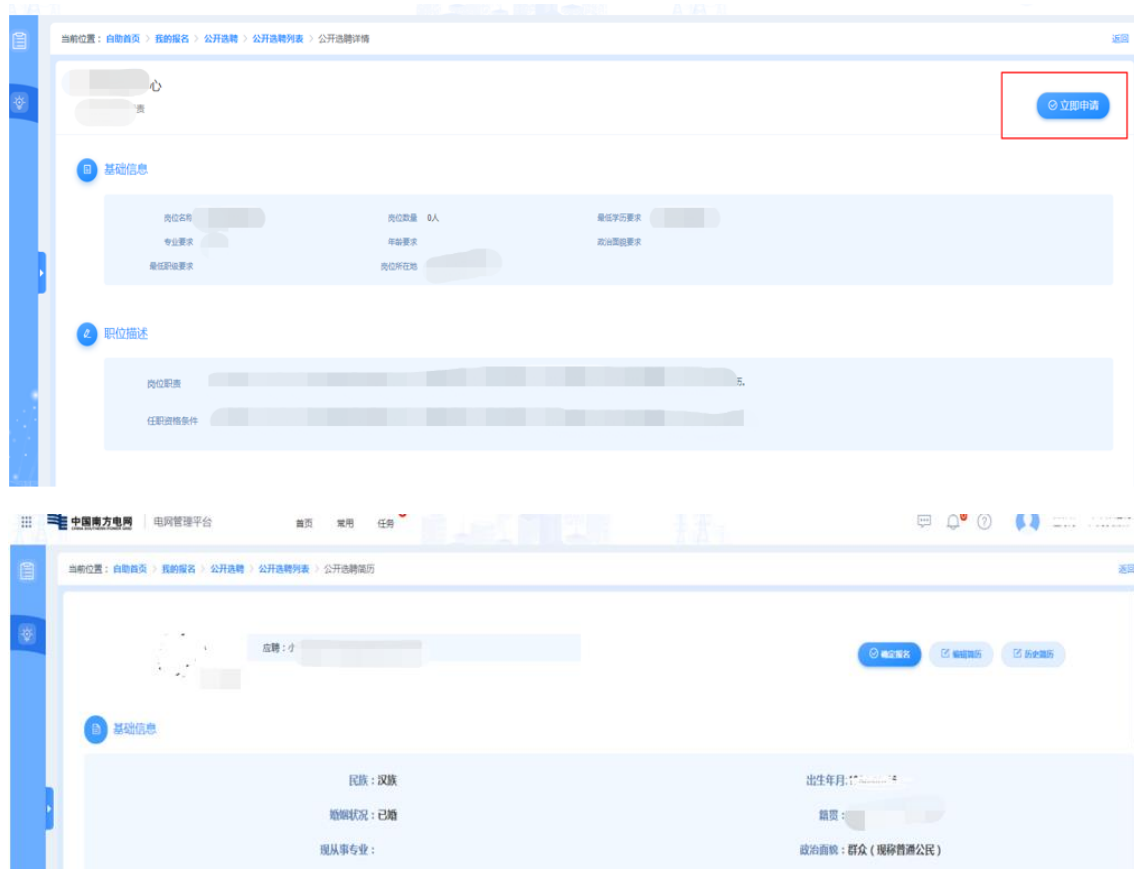 当前位置： 自助首页 > 我的报名 > 公开选聘 > 公开选聘列表 > 公开选聘详情 返回
心
责
立即申请
基础信息
岗位名称 岗位数量 0人 最低学历要求
专业要求 年龄要求 政治面貌要求
最低职级要求 岗位所在地
职位描述
岗位职责
任职资格条件
中国南方电网 电网管理平台 首页 常用 任务
CHINA SOUTHERN POWER GRID
当前位置： 自助首页 > 我的报名 > 公开选聘 > 公开选聘列表 > 公开选聘简历 返回
应聘：小
确定报名 编辑简历 历史简历
基础信息
民族：汉族 出生年月:
婚姻状况：已婚 籍贯：
现从事专业： 政治面貌：群众（现称普通公民）